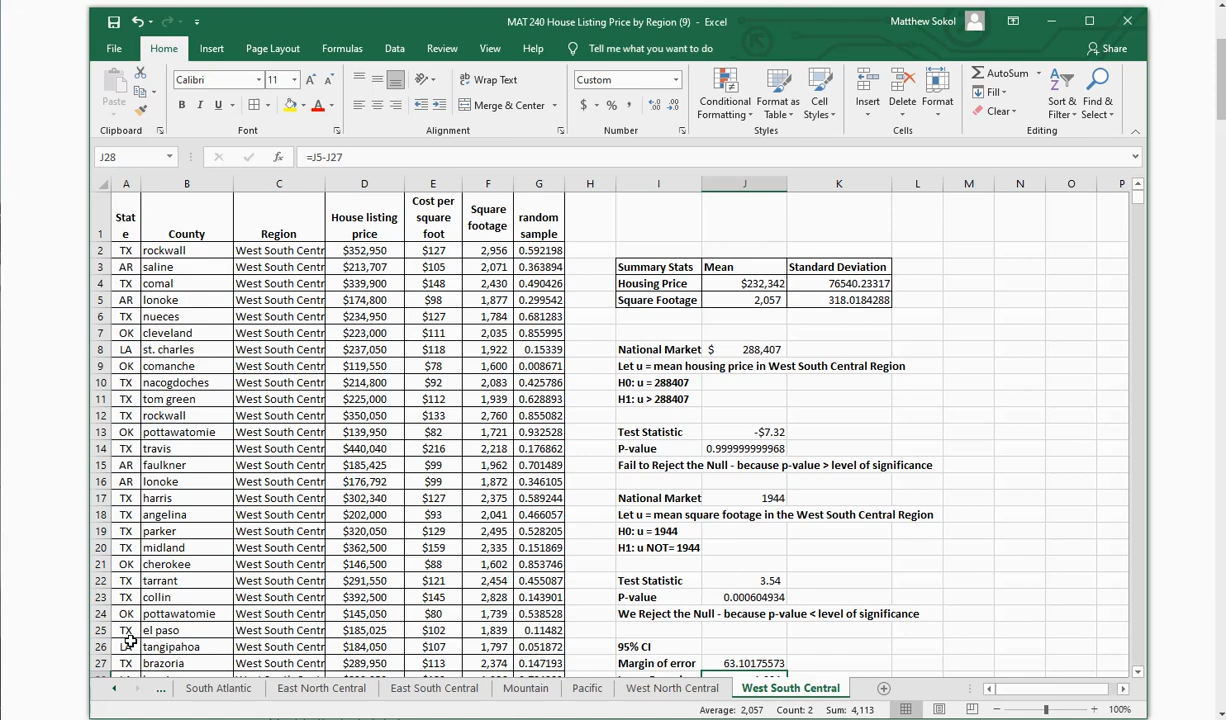 MAT 240 House Listing Price by Region (9) - Excel
Matthew Sokol
File Home Insert Page Layout Formulas Data Review View Help Tell me what you want to do Share
Paste
Calibri 11
Wrap Text
Merge & Center
Custom
$ % ,
Conditional Formatting
Format as Table
Cell Styles
Insert
Delete
Format
AutoSum
Fill
Clear
Sort & Filter
Find & Select
Clipboard Font Alignment Number Styles Cells Editing
J28 fx =J5-J27
A B C D E F G H I J K L M N O P
1 State County Region House listing price Cost per square foot Square footage random sample
2 TX rockwall West South Centr $352,950 $127 2,956 0.592198
3 AR saline West South Centr $213,707 $105 2,071 0.363894 Summary Stats Mean Standard Deviation
4 TX comal West South Centr $339,900 $148 2,430 0.490426 Housing Price $232,342 76540.23317
5 AR lonoke West South Centr $174,800 $98 1,877 0.299542 Square Footage 2,057 318.0184288
6 TX nueces West South Centr $234,950 $127 1,784 0.681283
7 OK cleveland West South Centr $223,000 $111 2,035 0.855995
8 LA st. charles West South Centr $237,050 $118 1,922 0.15339 National Market $ 288,407
9 OK comanche West South Centr $119,550 $78 1,600 0.008671 Let u = mean housing price in West South Central Region
10 TX nacogdoches West South Centr $214,800 $92 2,083 0.425786 H0: u = 288407
11 TX tom green West South Centr $225,000 $112 1,939 0.628893 H1: u > 288407
12 TX rockwall West South Centr $350,050 $133 2,760 0.855082
13 OK pottawatomie West South Centr $139,950 $82 1,721 0.932528 Test Statistic -$7.32
14 TX travis West South Centr $440,040 $216 2,218 0.176862 P-value 0.999999999968
15 AR faulkner West South Centr $185,425 $99 1,962 0.701489 Fail to Reject the Null - because p-value > level of significance
16 AR lonoke West South Centr $176,792 $99 1,872 0.346105
17 TX harris West South Centr $302,340 $127 2,375 0.589244 National Market 1944
18 TX angelina West South Centr $202,000 $93 2,041 0.466057 Let u = mean square footage in the West South Central Region
19 TX parker West South Centr $320,050 $129 2,495 0.528205 H0: u = 1944
20 TX midland West South Centr $362,500 $159 2,335 0.151869 H1: u NOT= 1944
21 OK cherokee West South Centr $146,500 $88 1,602 0.853746
22 TX tarrant West South Centr $291,550 $121 2,454 0.455087 Test Statistic 3.54
23 TX collin West South Centr $392,500 $145 2,828 0.143901 P-value 0.000604934
24 OK pottawatomie West South Centr $145,050 $80 1,739 0.538528 We Reject the Null - because p-value < level of significance
25 TX el paso West South Centr $185,025 $102 1,839 0.11482
26 LA tangipahoa West South Centr $184,050 $107 1,797 0.051872 95% CI
27 TX brazoria West South Centr $289,950 $113 2,374 0.147193 Margin of error 63.10175573
... South Atlantic East North Central East South Central Mountain Pacific West North Central West South Central
Average: 2,057 Count: 2 Sum: 4,113 100%